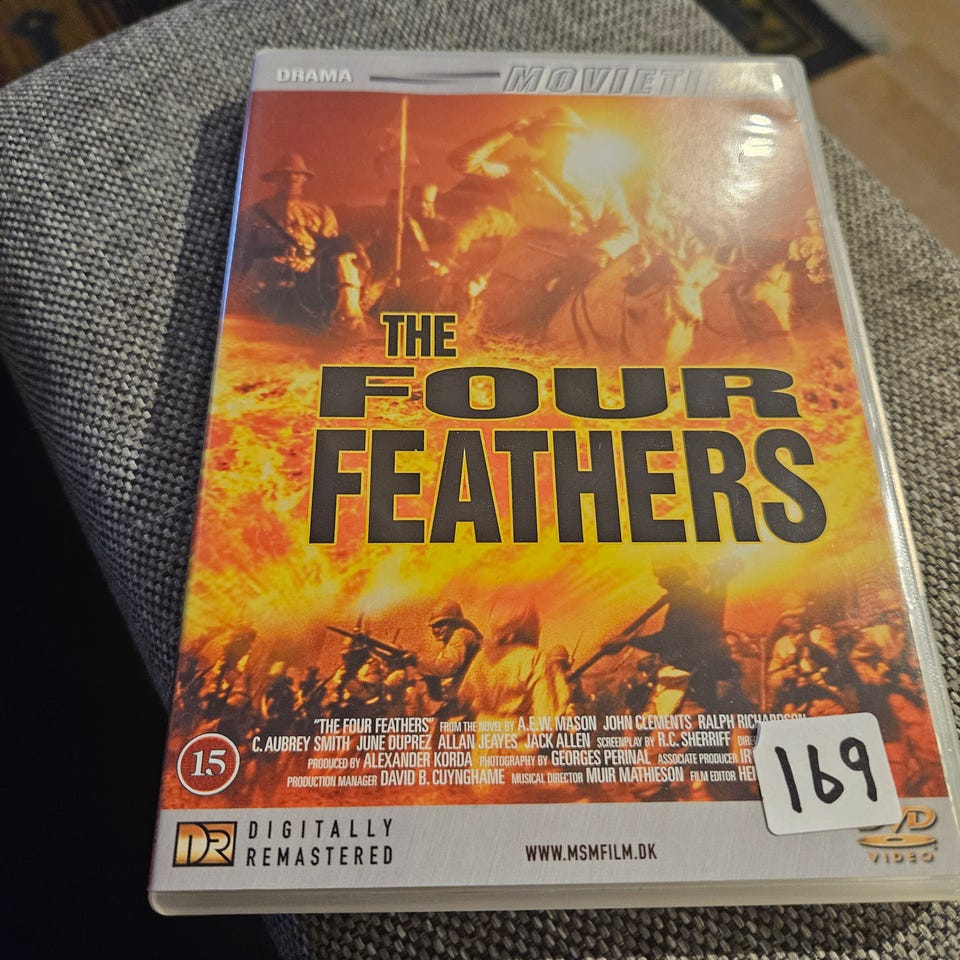 DRAMA
MOVIETI
THE
FOUR
FEATHERS
"THE FOUR FEATHERS" FROM THE NOVEL BY A.E.W. MASON JOHN CLEMENTS RALPH RICHARDSON
C. AUBREY SMITH JUNE DUPREZ ALLAN JEAYES JACK ALLEN SCREENPLAY BY R.C. SHERRIFF
PRODUCED BY ALEXANDER KORDA PHOTOGRAPHY BY GEORGES PERINAL ASSOCIATE PRODUCER
PRODUCTION MANAGER DAVID B. CUYNGHAME MUSICAL DIRECTOR MUIR MATHIESON FILM EDITOR
15
169
DR DIGITALLY
REMASTERED
WWW.MSMFILM.DK
DVD
VIDEO